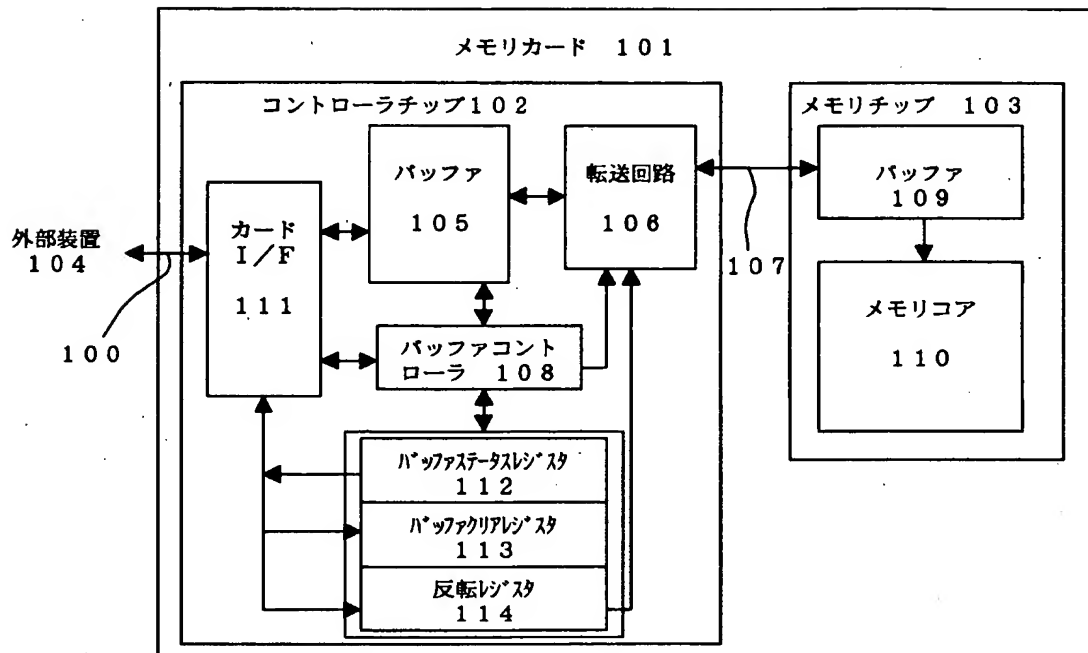 メモリカード １０１
コントローラチップ１０２
メモリチップ １０３
バッファ
１０５
転送回路
１０６
バッファ
１０９
カード
Ｉ／Ｆ
１１１
外部装置
１０４
１００
１０７
メモリコア
１１０
バッファコント
ローラ １０８
ﾊﾞｯﾌｧｽﾃｰﾀｽﾚｼﾞｽﾀ
１１２
ﾊﾞｯﾌｧｸﾘｱﾚｼﾞｽﾀ
１１３
反転ﾚｼﾞｽﾀ
１１４